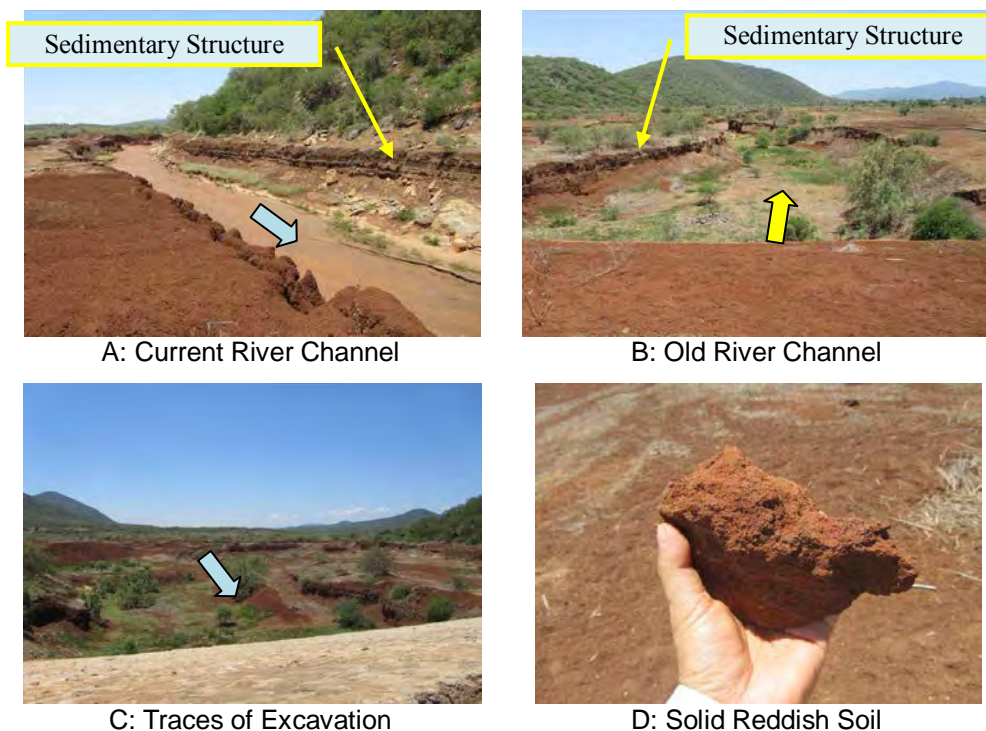 Sedimentary Structure
Sedimentary Structure
A: Current River Channel
B: Old River Channel
C: Traces of Excavation
D: Solid Reddish Soil